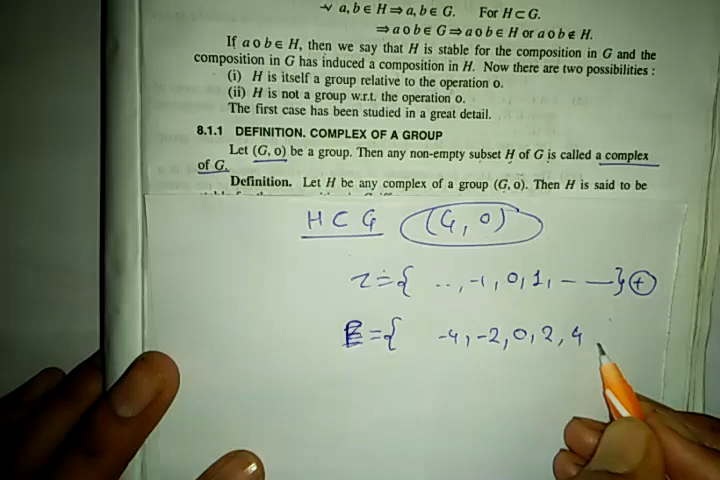 ∀ a, b ∈ H ⇒ a, b ∈ G. For H ⊂ G.
⇒ a o b ∈ G ⇒ a o b ∈ H or a o b ∉ H.
If a o b ∈ H, then we say that H is stable for the composition in G and the
composition in G has induced a composition in H. Now there are two possibilities :
(i) H is itself a group relative to the operation o.
(ii) H is not a group w.r.t. the operation o.
The first case has been studied in a great detail.
8.1.1 DEFINITION. COMPLEX OF A GROUP
Let (G, o) be a group. Then any non-empty subset H of G is called a complex
of G.
Definition. Let H be any complex of a group (G, o). Then H is said to be
H ⊂ G (G, o)
Z = { .., -1, 0, 1, – — } +
E = { -4, -2, 0, 2, 4